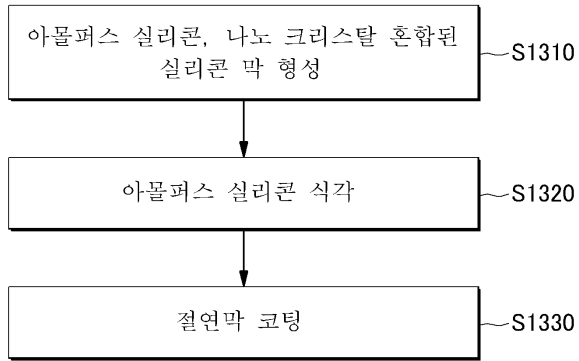 아몰퍼스 실리콘, 나노 크리스탈 혼합된
실리콘 막 형성
S1310
아몰퍼스 실리콘 식각
S1320
절연막 코팅
S1330